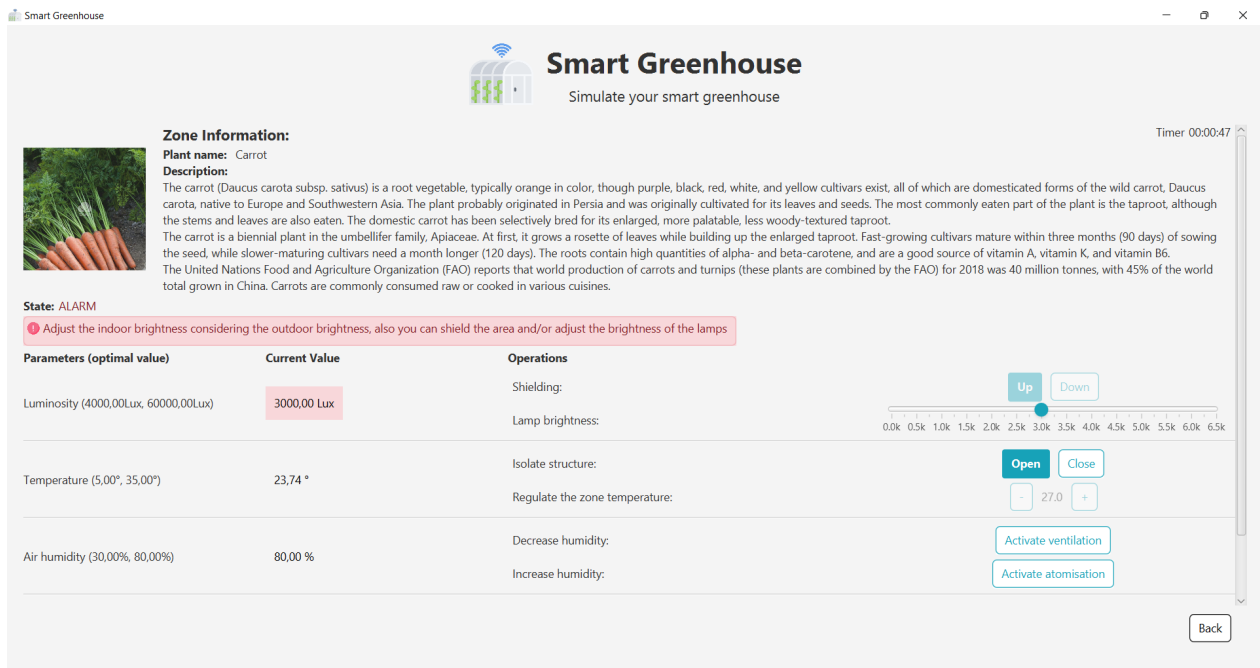 Smart Greenhouse
Smart Greenhouse
Simulate your smart greenhouse
Timer 00:00:47
Zone Information:
Plant name: Carrot
Description:
The carrot (Daucus carota subsp. sativus) is a root vegetable, typically orange in color, though purple, black, red, white, and yellow cultivars exist, all of which are domesticated forms of the wild carrot, Daucus
carota, native to Europe and Southwestern Asia. The plant probably originated in Persia and was originally cultivated for its leaves and seeds. The most commonly eaten part of the plant is the taproot, although
the stems and leaves are also eaten. The domestic carrot has been selectively bred for its enlarged, more palatable, less woody-textured taproot.
The carrot is a biennial plant in the umbellifer family, Apiaceae. At first, it grows a rosette of leaves while building up the enlarged taproot. Fast-growing cultivars mature within three months (90 days) of sowing
the seed, while slower-maturing cultivars need a month longer (120 days). The roots contain high quantities of alpha- and beta-carotene, and are a good source of vitamin A, vitamin K, and vitamin B6.
The United Nations Food and Agriculture Organization (FAO) reports that world production of carrots and turnips (these plants are combined by the FAO) for 2018 was 40 million tonnes, with 45% of the world
total grown in China. Carrots are commonly consumed raw or cooked in various cuisines.
State: ALARM
Adjust the indoor brightness considering the outdoor brightness, also you can shield the area and/or adjust the brightness of the lamps
Parameters (optimal value) Current Value Operations
Shielding: Up Down
Luminosity (4000,00Lux, 60000,00Lux) 3000,00 Lux
Lamp brightness:
0.0k 0.5k 1.0k 1.5k 2.0k 2.5k 3.0k 3.5k 4.0k 4.5k 5.0k 5.5k 6.0k 6.5k
Isolate structure: Open Close
Temperature (5,00°, 35,00°) 23,74 °
Regulate the zone temperature: - 27.0 +
Decrease humidity: Activate ventilation
Air humidity (30,00%, 80,00%) 80,00 %
Increase humidity: Activate atomisation
Back